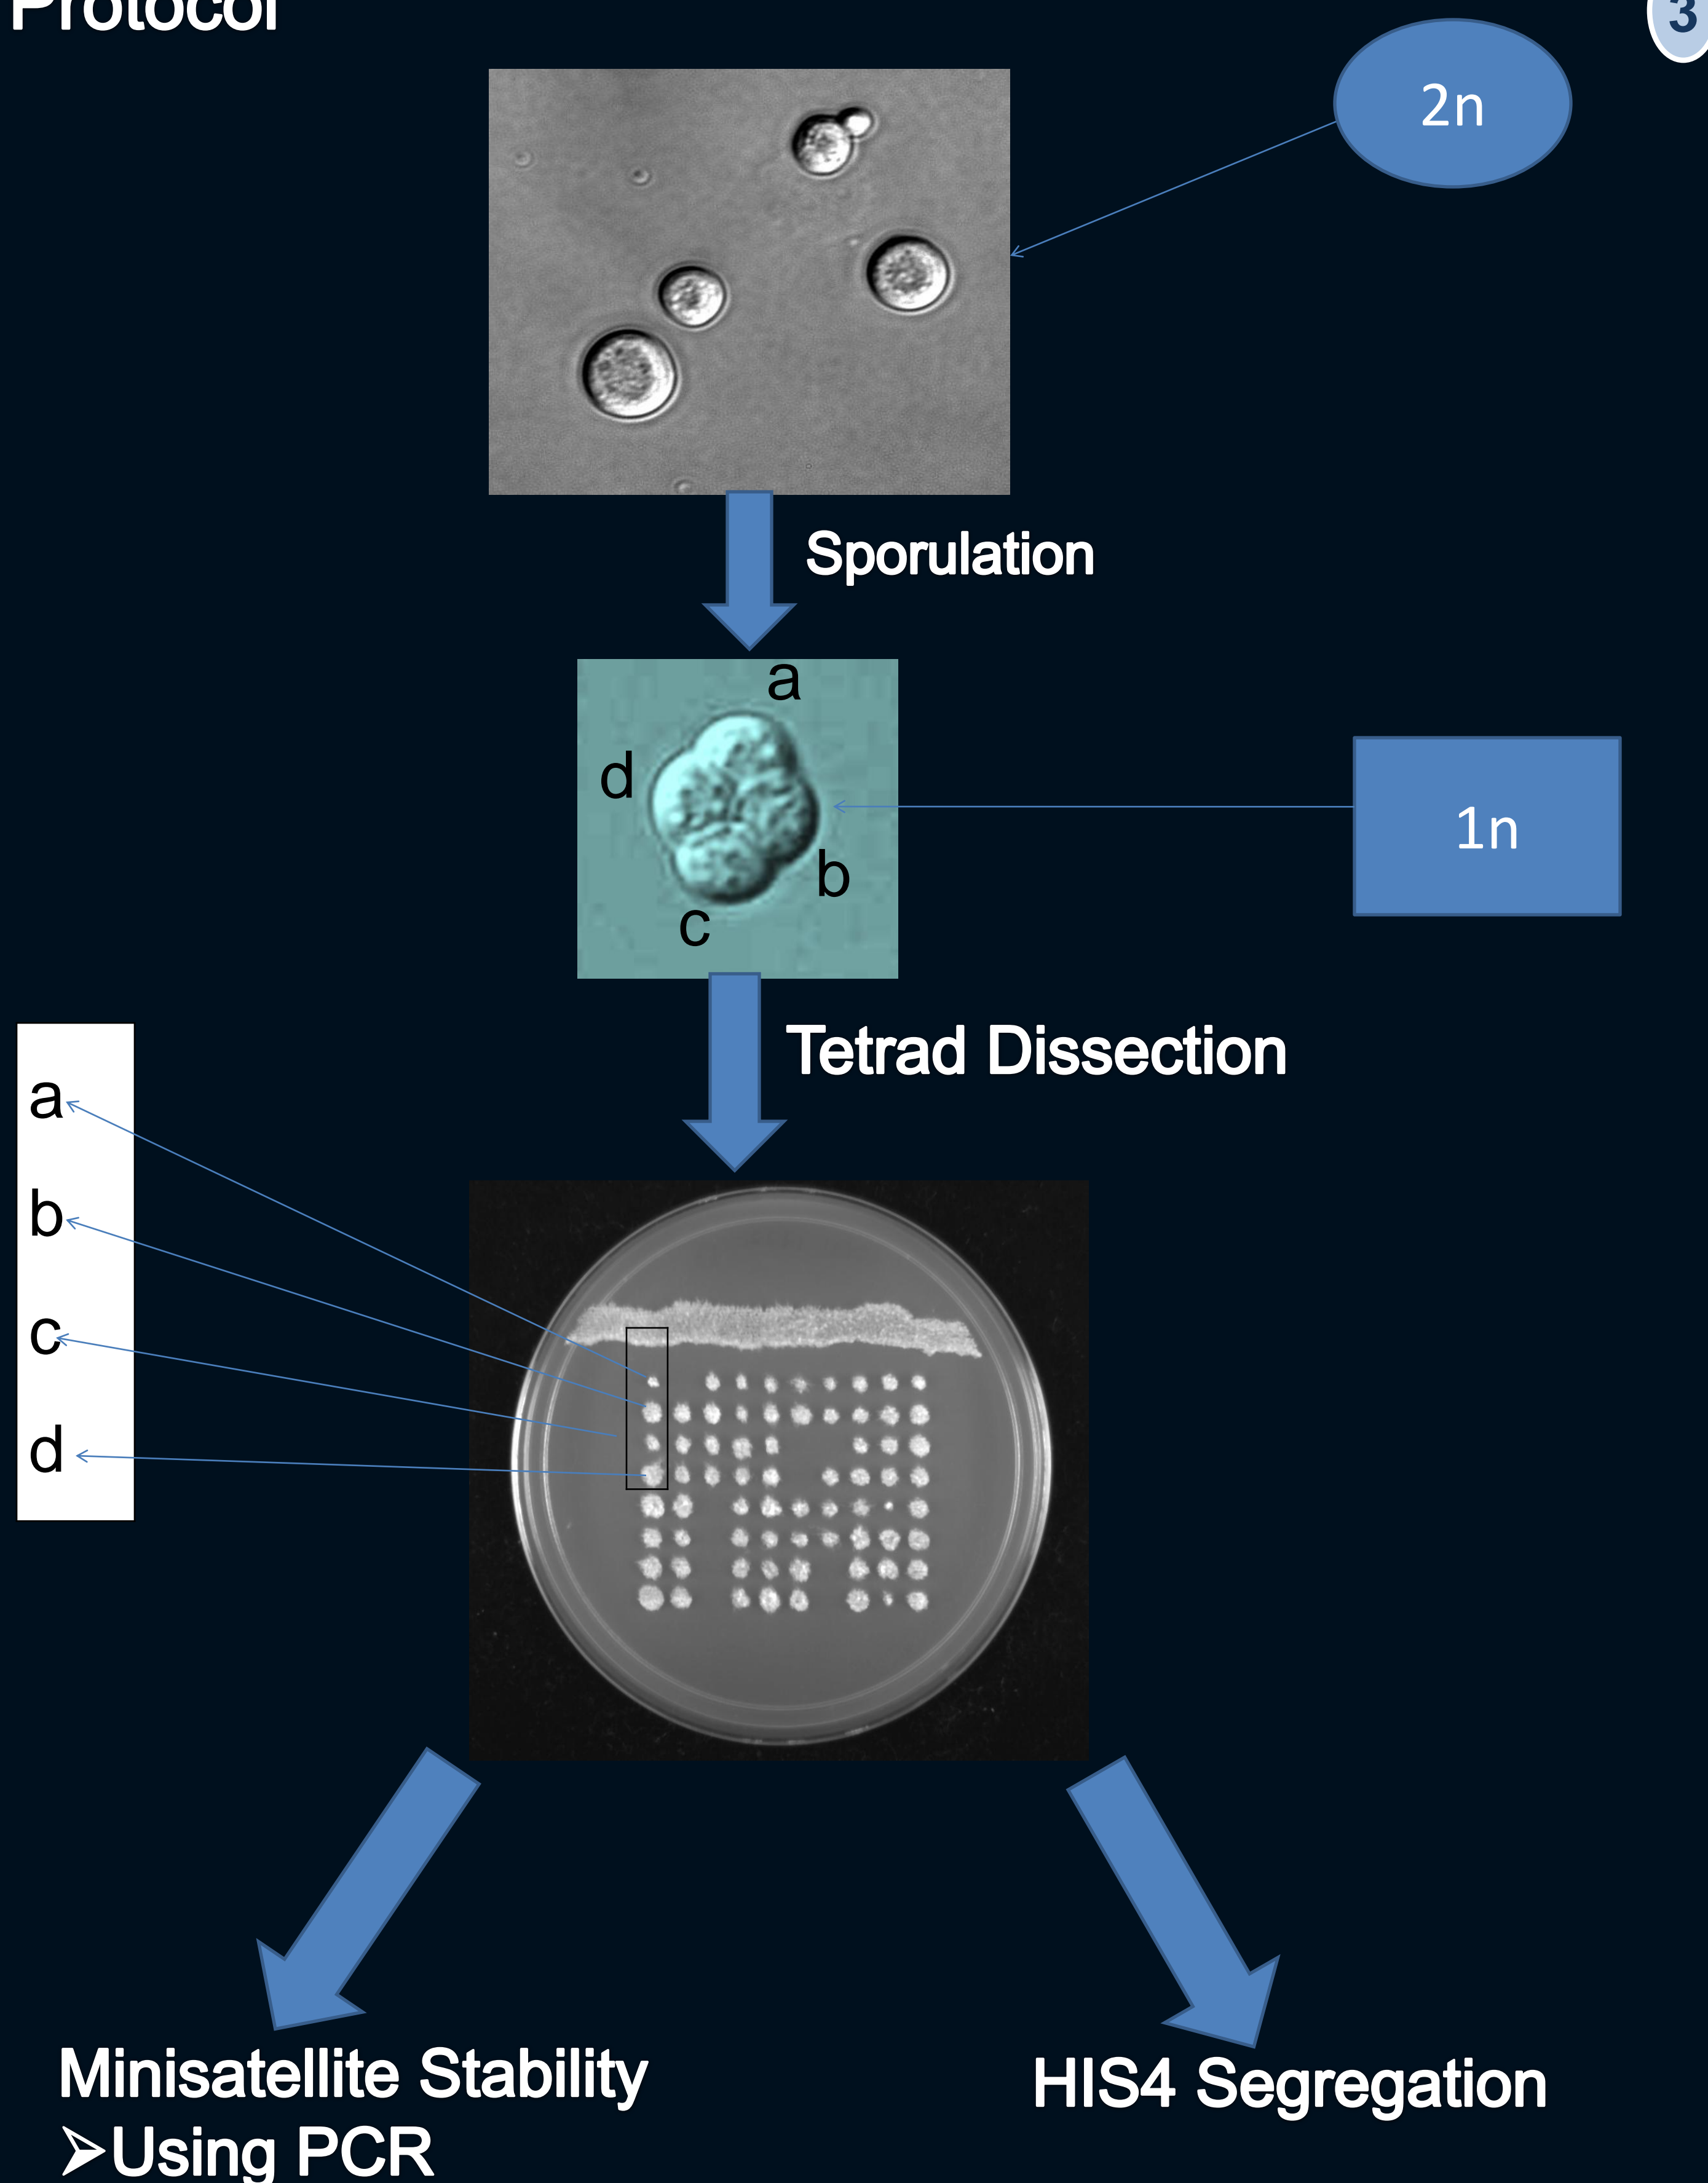 Protocol
3
2n
Sporulation
a
d
b
c
1n
Tetrad Dissection
a
b
c
d
Minisatellite Stability
➢Using PCR
HIS4 Segregation